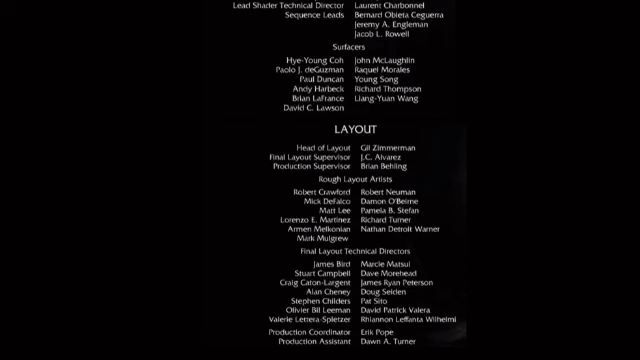 Lead Shader Technical Director Laurent Charbonnel
Sequence Leads Bernard Obieta Ceguerra
Jeremy A. Engleman
Jacob L. Rowell
Surfacers
Hye-Young Coh John McLaughlin
Paolo J. deGuzman Raquel Morales
Paul Duncan Young Song
Andy Harbeck Richard Thompson
Brian LaFrance Liang-Yuan Wang
David C. Lawson
LAYOUT
Head of Layout Gil Zimmerman
Final Layout Supervisor J.C. Alvarez
Production Supervisor Brian Behling
Rough Layout Artists
Robert Crawford Robert Neuman
Mick DeFalco Damon O'Beirne
Matt Lee Pamela B. Stefan
Lorenzo E. Martinez Richard Turner
Armen Melkonian Nathan Detroit Warner
Mark Mulgrew
Final Layout Technical Directors
James Bird Marcie Matsui
Stuart Campbell Dave Morehead
Craig Caton-Largent James Ryan Peterson
Alan Cheney Doug Seiden
Stephen Childers Pat Sito
Olivier Bil Leeman David Patrick Valera
Valerie Lettera-Spletzer Rhiannon Leffanta Wilhelmi
Production Coordinator Erik Pope
Production Assistant Dawn A. Turner